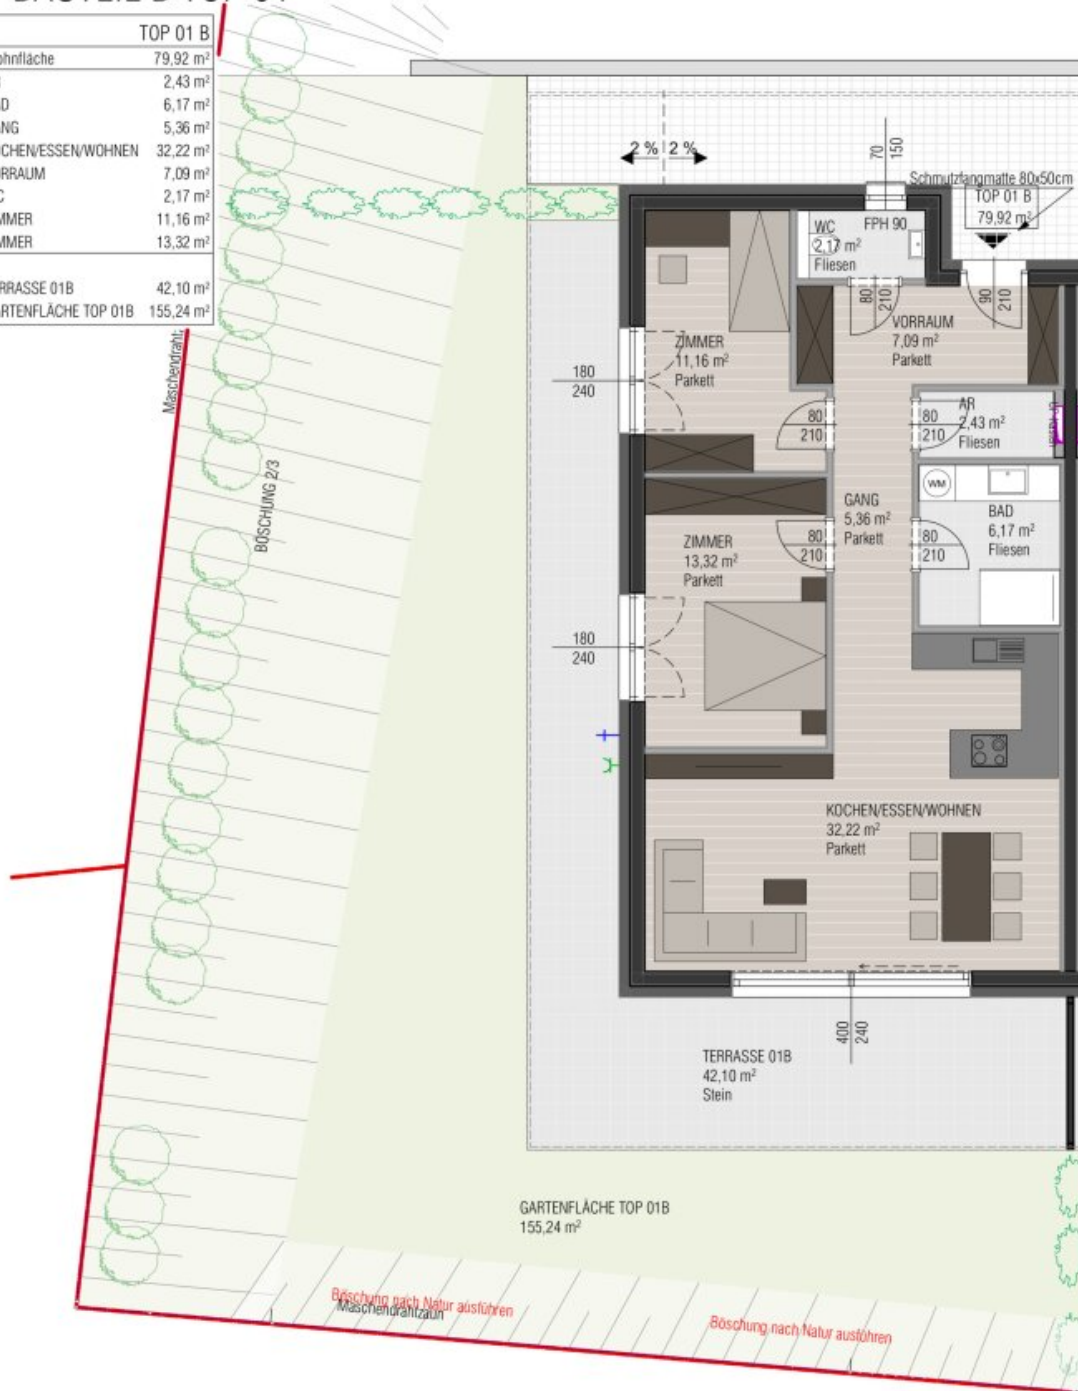 TOP 01 B
79,92 m²
2,43 m²
6,17 m²
5,36 m²
32,22 m²
7,09 m²
2,17 m²
11,16 m²
13,32 m²
42,10 m²
TOP 01B 155,24 m²
2 % 2 %
70
150
Schmutzfangmatte 80x50cm
TOP 01 B
79,92 m²
WC
2,17 m²
Fliesen
FPH 90
80
210
90
210
VORRAUM
7,09 m²
Parkett
ZIMMER
11,16 m²
Parkett
180
240
80
210
80
210
AR
2,43 m²
Fliesen
Maschendraht
BÖSCHUNG 2/3
WM
BAD
6,17 m²
Fliesen
GANG
5,36 m²
Parkett
ZIMMER
13,32 m²
Parkett
80
210
80
210
180
240
KOCHEN/ESSEN/WOHNEN
32,22 m²
Parkett
400
240
TERRASSE 01B
42,10 m²
Stein
GARTENFLÄCHE TOP 01B
155,24 m²
Böschung nach Natur ausführen
Maschendrahtzaun
Böschung nach Natur ausführen